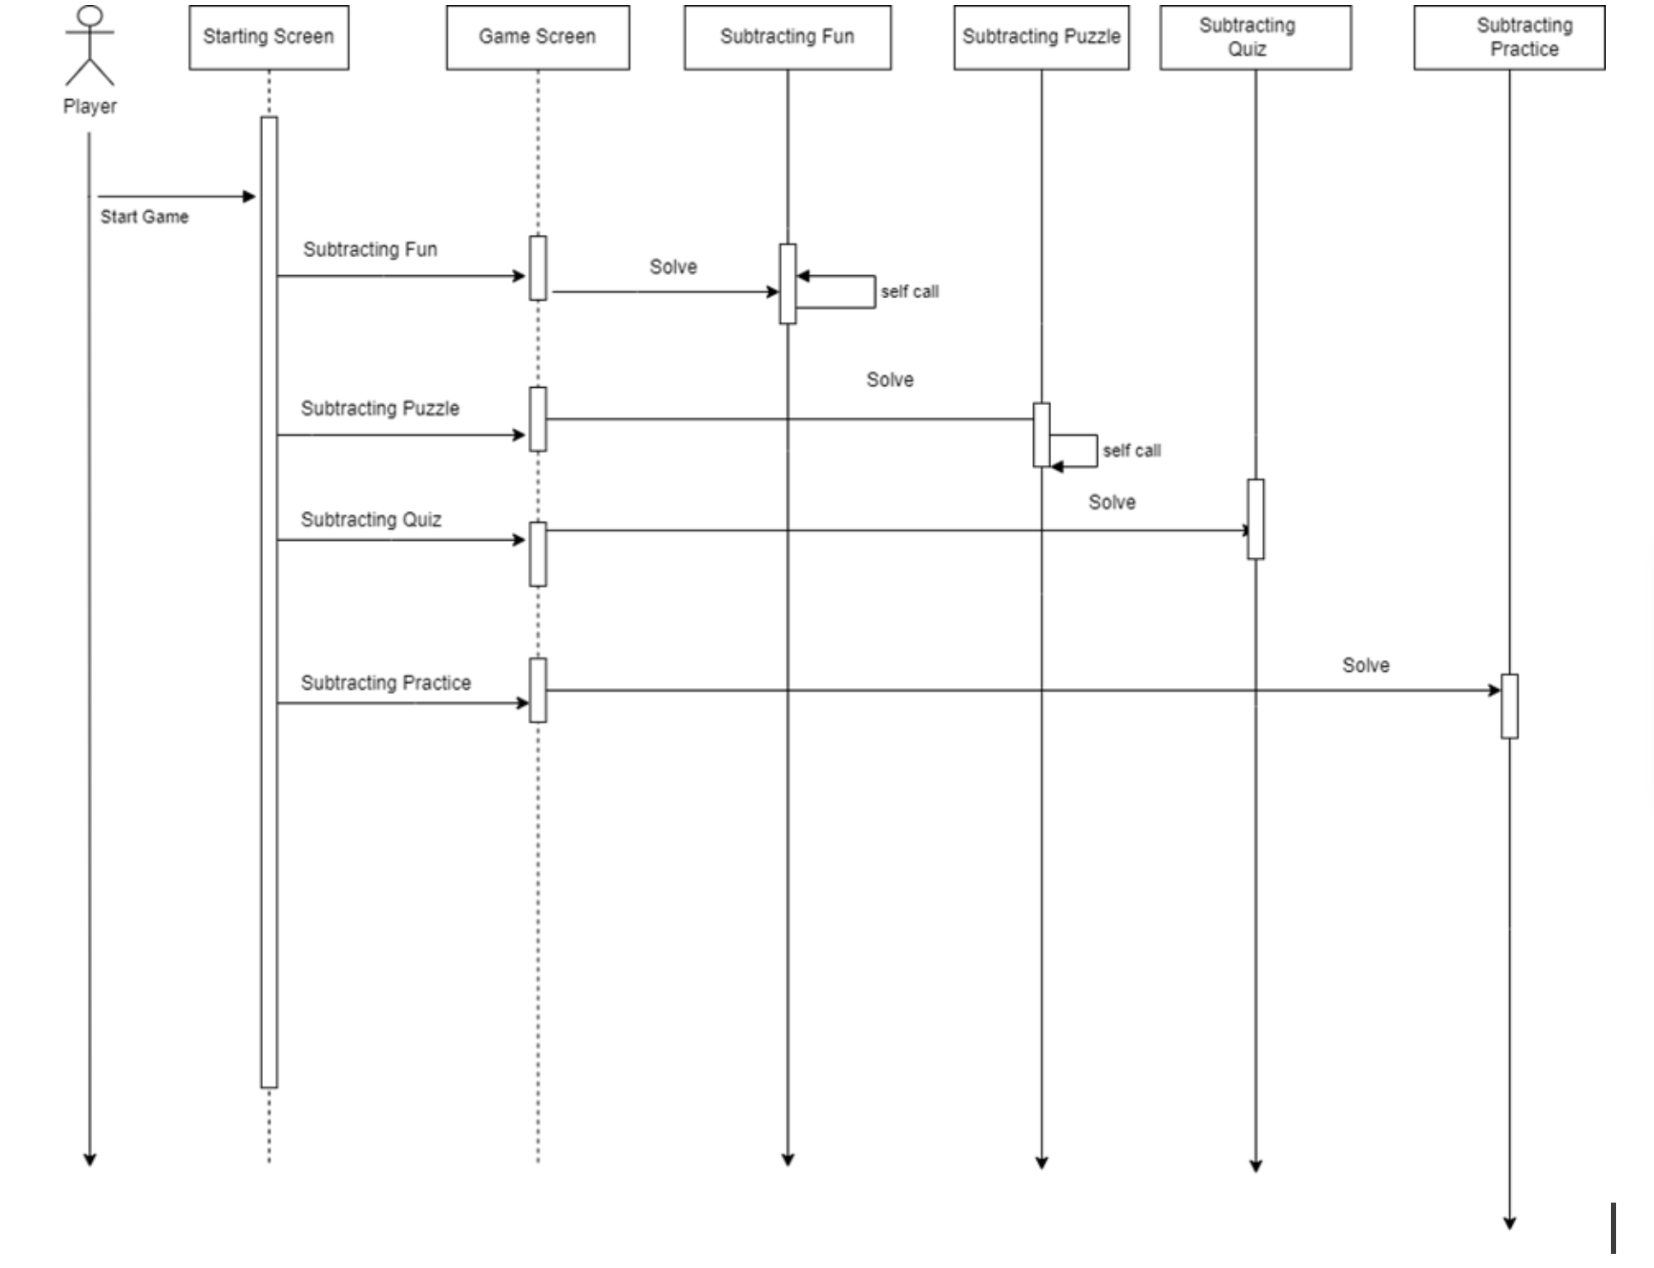 Starting Screen
Game Screen
Subtracting Fun
Subtracting Puzzle
Subtracting
Quiz
Subtracting
Practice
Player
Start Game
Subtracting Fun
Solve
self call
Solve
Subtracting Puzzle
self call
Solve
Subtracting Quiz
Solve
Subtracting Practice